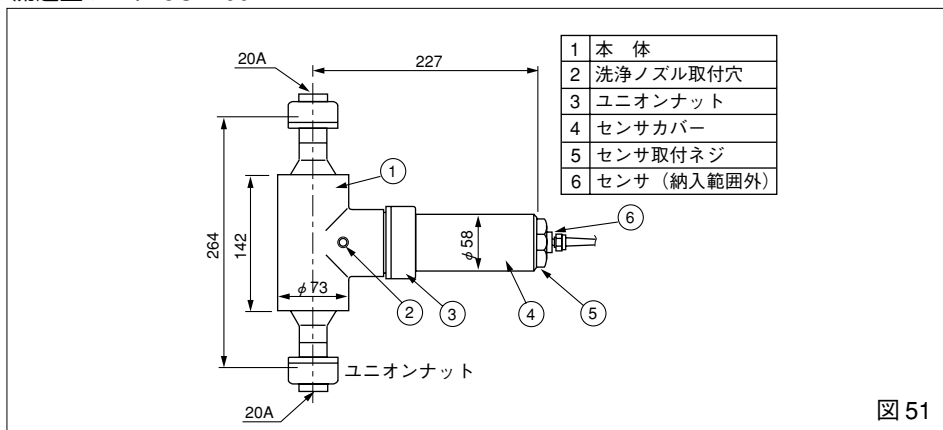 20A
227
1 本 体
2 洗浄ノズル取付穴
3 ユニオンナット
4 センサカバー
5 センサ取付ネジ
6 センサ（納入範囲外）
1
6
264
142
φ58
φ73
2
3
4
5
ユニオンナット
20A
図 51